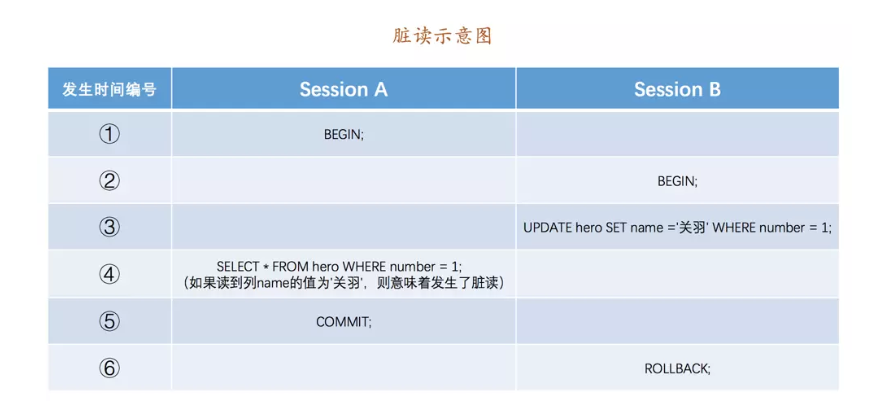 脏读示意图
发生时间编号 Session A Session B
① BEGIN;
② BEGIN;
③ UPDATE hero SET name ='关羽' WHERE number = 1;
④ SELECT * FROM hero WHERE number = 1;
(如果读到列name的值为'关羽'，则意味着发生了脏读)
⑤ COMMIT;
⑥ ROLLBACK;